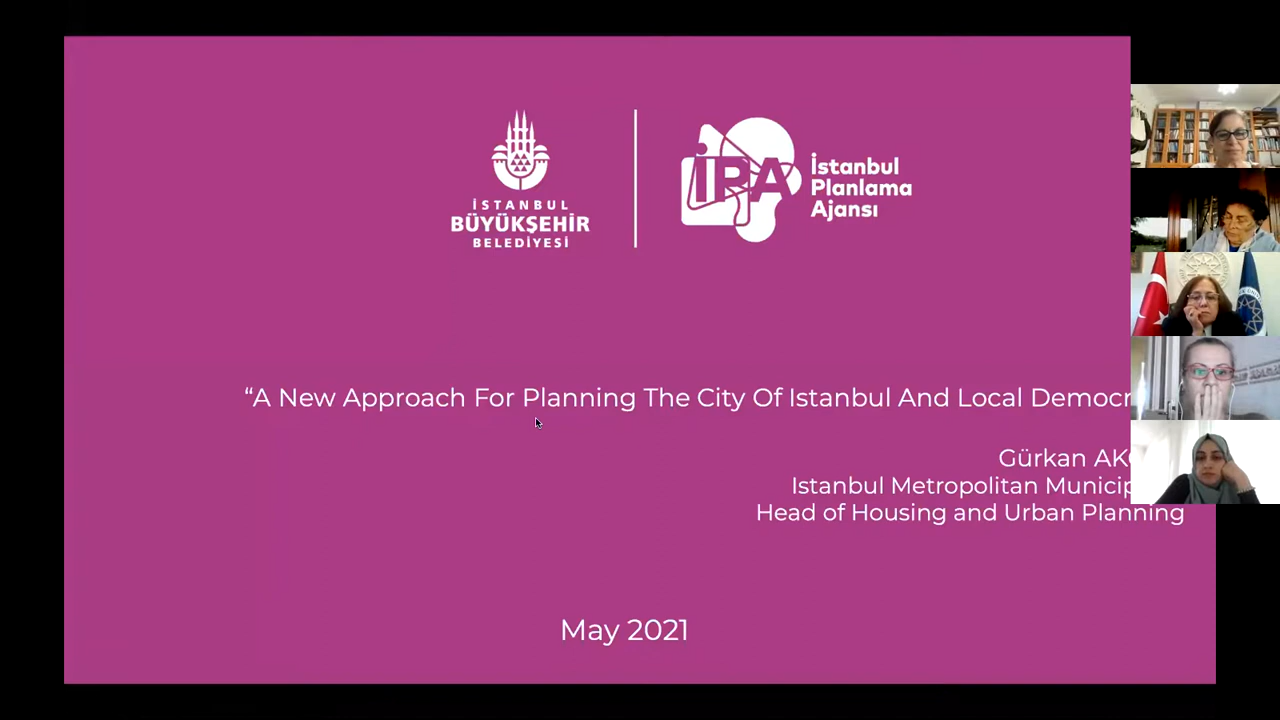 İSTANBUL
BÜYÜKŞEHİR
BELEDİYESİ
İPA
İstanbul
Planlama
Ajansı
“A New Approach For Planning The City Of Istanbul And Local Democr
Gürkan AK
Istanbul Metropolitan Municip
Head of Housing and Urban Planning
May 2021